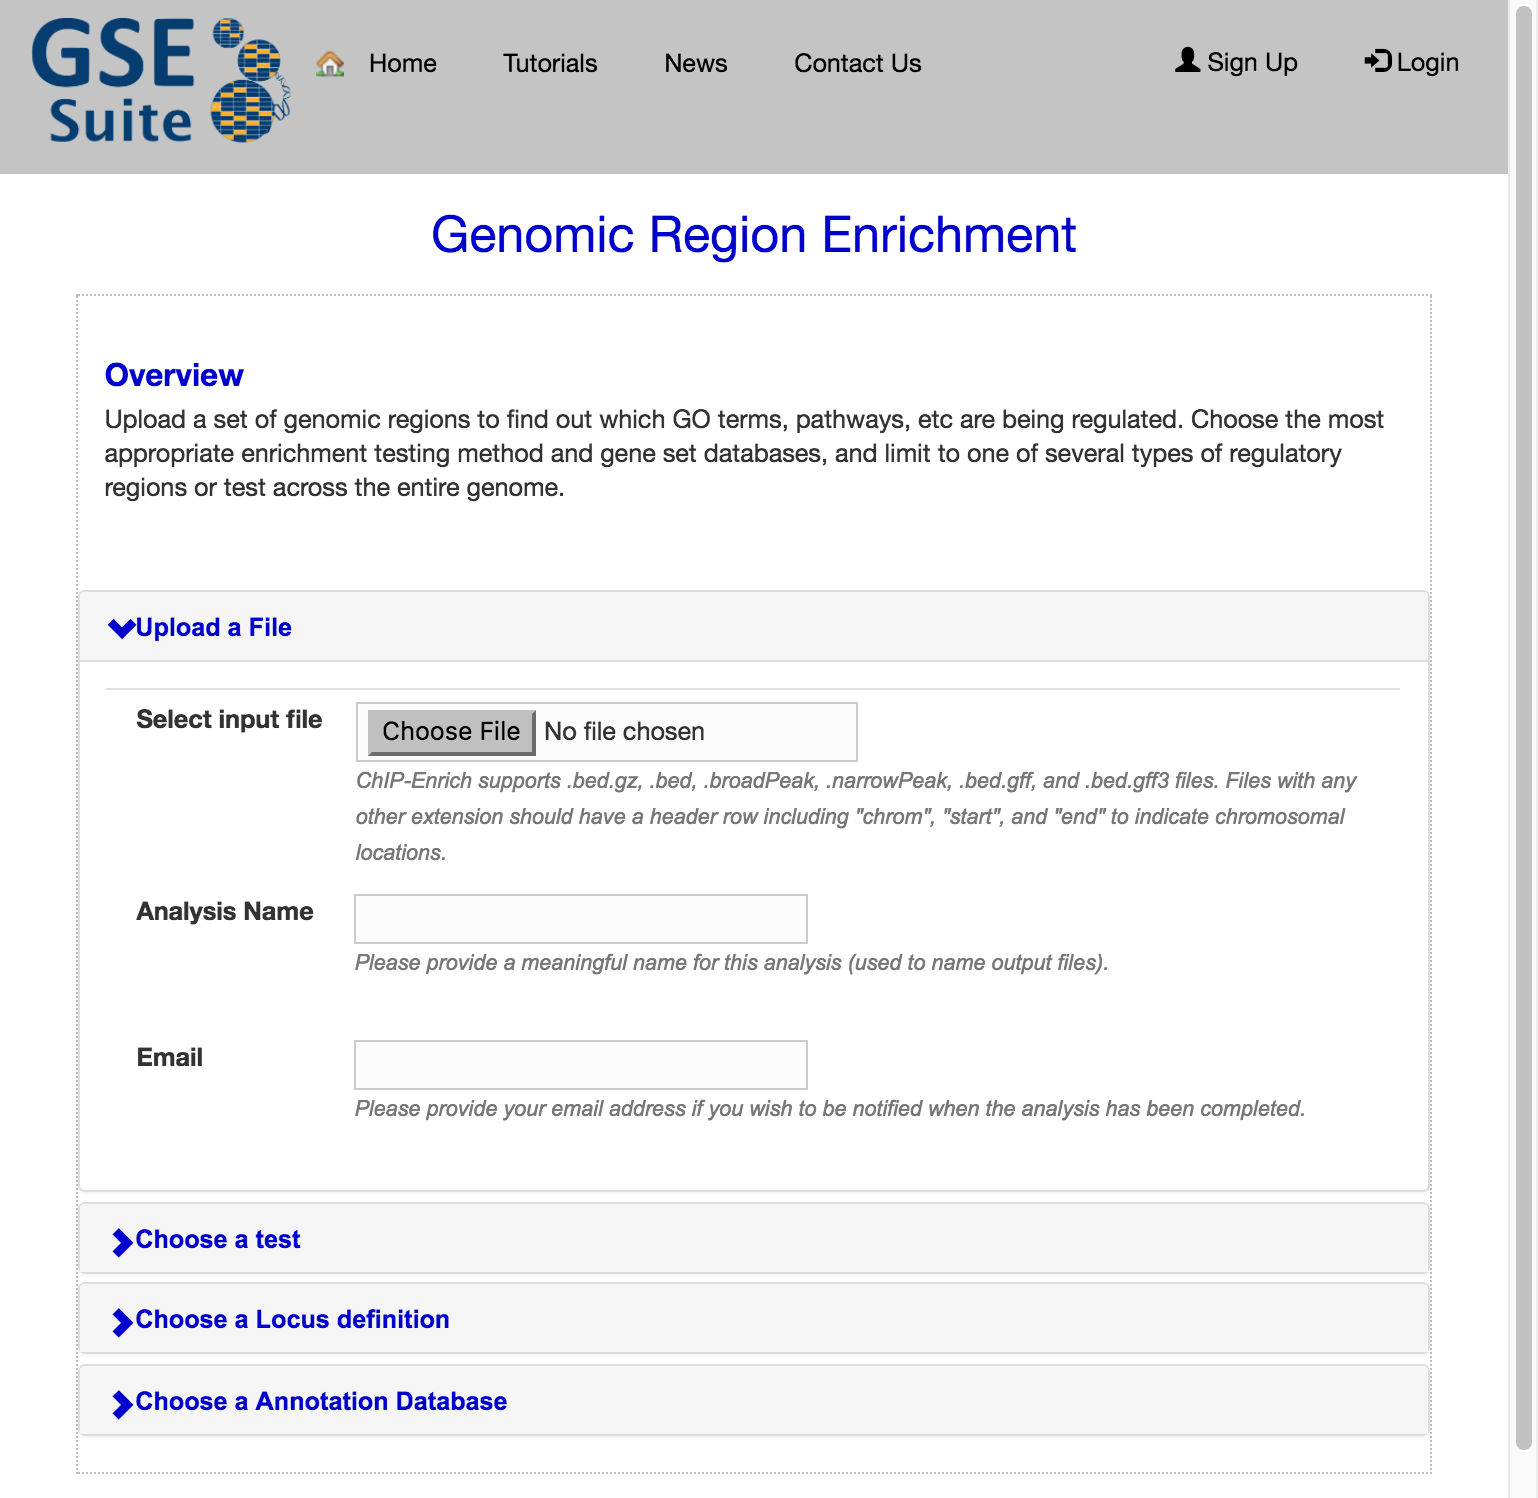 GSE
Suite
Home
Tutorials
News
Contact Us
Sign Up
Login
Genomic Region Enrichment
Overview
Upload a set of genomic regions to find out which GO terms, pathways, etc are being regulated. Choose the most
appropriate enrichment testing method and gene set databases, and limit to one of several types of regulatory
regions or test across the entire genome.
Upload a File
Select input file
Choose File No file chosen
ChIP-Enrich supports .bed.gz, .bed, .broadPeak, .narrowPeak, .bed.gff, and .bed.gff3 files. Files with any
other extension should have a header row including "chrom", "start", and "end" to indicate chromosomal
locations.
Analysis Name
Please provide a meaningful name for this analysis (used to name output files).
Email
Please provide your email address if you wish to be notified when the analysis has been completed.
Choose a test
Choose a Locus definition
Choose a Annotation Database